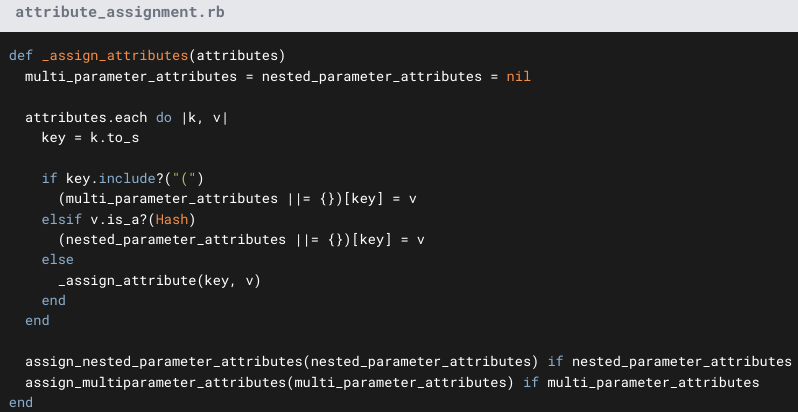 attribute_assignment.rb
def _assign_attributes(attributes)
  multi_parameter_attributes = nested_parameter_attributes = nil

  attributes.each do |k, v|
    key = k.to_s

    if key.include?("(")
      (multi_parameter_attributes ||= {})[key] = v
    elsif v.is_a?(Hash)
      (nested_parameter_attributes ||= {})[key] = v
    else
      _assign_attribute(key, v)
    end
  end

  assign_nested_parameter_attributes(nested_parameter_attributes) if nested_parameter_attributes
  assign_multiparameter_attributes(multi_parameter_attributes) if multi_parameter_attributes
end